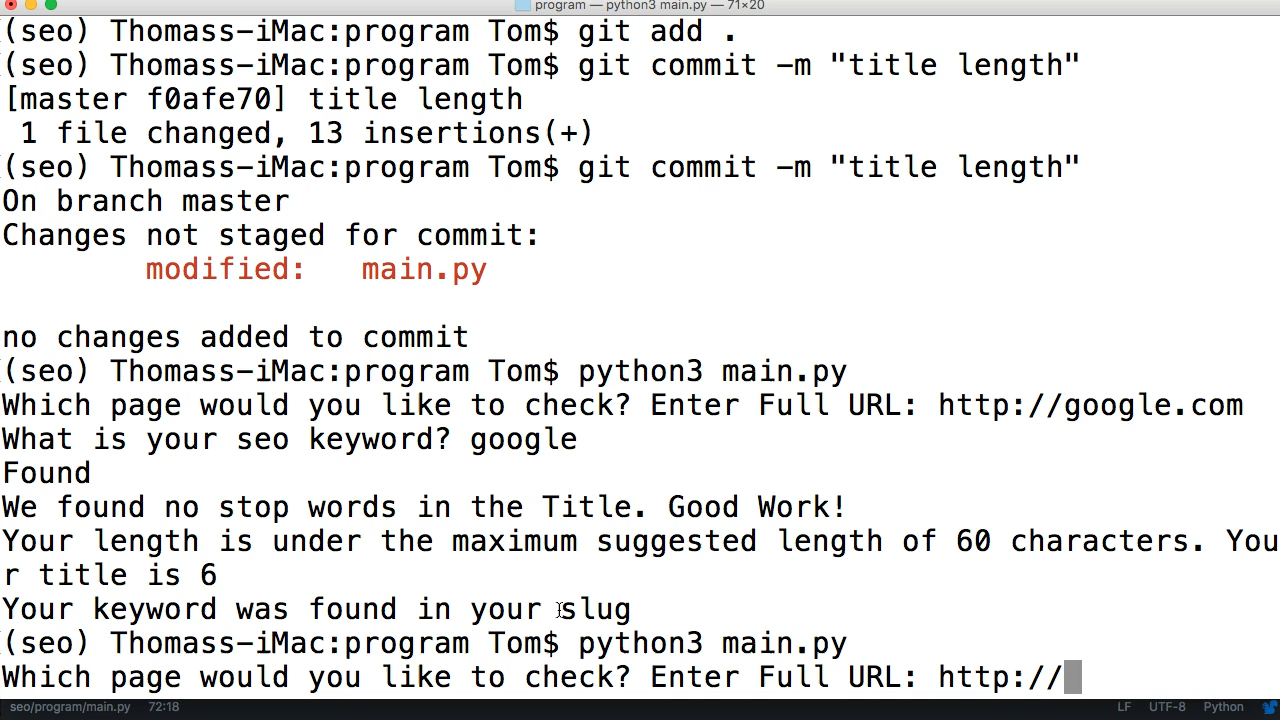 program — python3 main.py — 71×20
(seo) Thomass-iMac:program Tom$ git add .
(seo) Thomass-iMac:program Tom$ git commit -m "title length"
[master f0afe70] title length
1 file changed, 13 insertions(+)
(seo) Thomass-iMac:program Tom$ git commit -m "title length"
On branch master
Changes not staged for commit:
modified: main.py
no changes added to commit
(seo) Thomass-iMac:program Tom$ python3 main.py
Which page would you like to check? Enter Full URL: http://google.com
What is your seo keyword? google
Found
We found no stop words in the Title. Good Work!
Your length is under the maximum suggested length of 60 characters. You
r title is 6
Your keyword was found in your slug
(seo) Thomass-iMac:program Tom$ python3 main.py
Which page would you like to check? Enter Full URL: http://
seo/program/main.py 72:18 LF UTF-8 Python